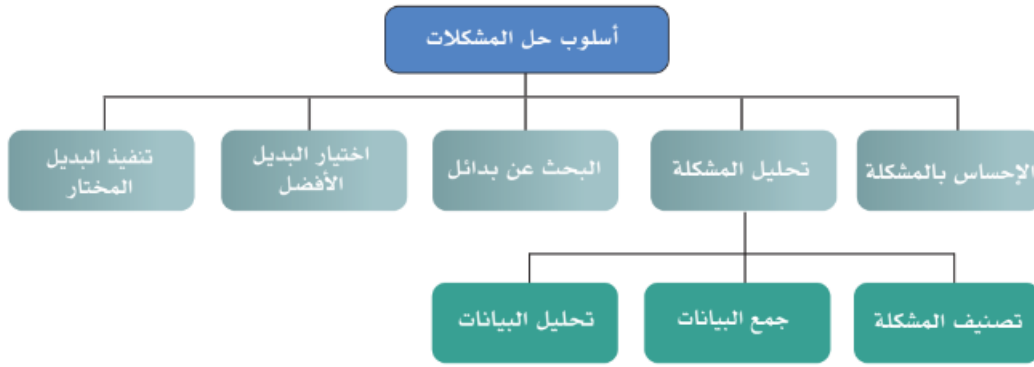 أسلوب حل المشكلات
الإحساس بالمشكلة
تحليل المشكلة
البحث عن بدائل
اختيار البديل
الأفضل
تنفيذ البديل
المختار
تصنيف المشكلة
جمع البيانات
تحليل البيانات